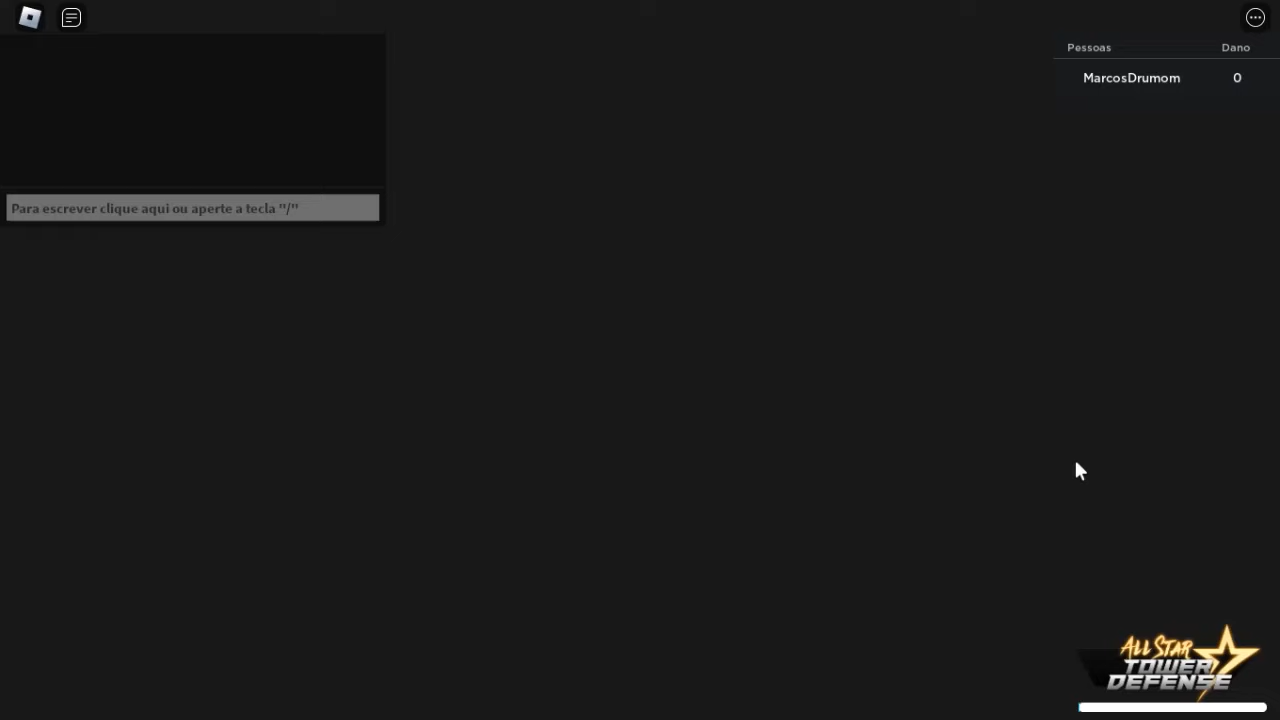 Pessoas Dano
MarcosDrumom 0
Para escrever clique aqui ou aperte a tecla "/"
ALL STAR
TOWER
DEFENSE